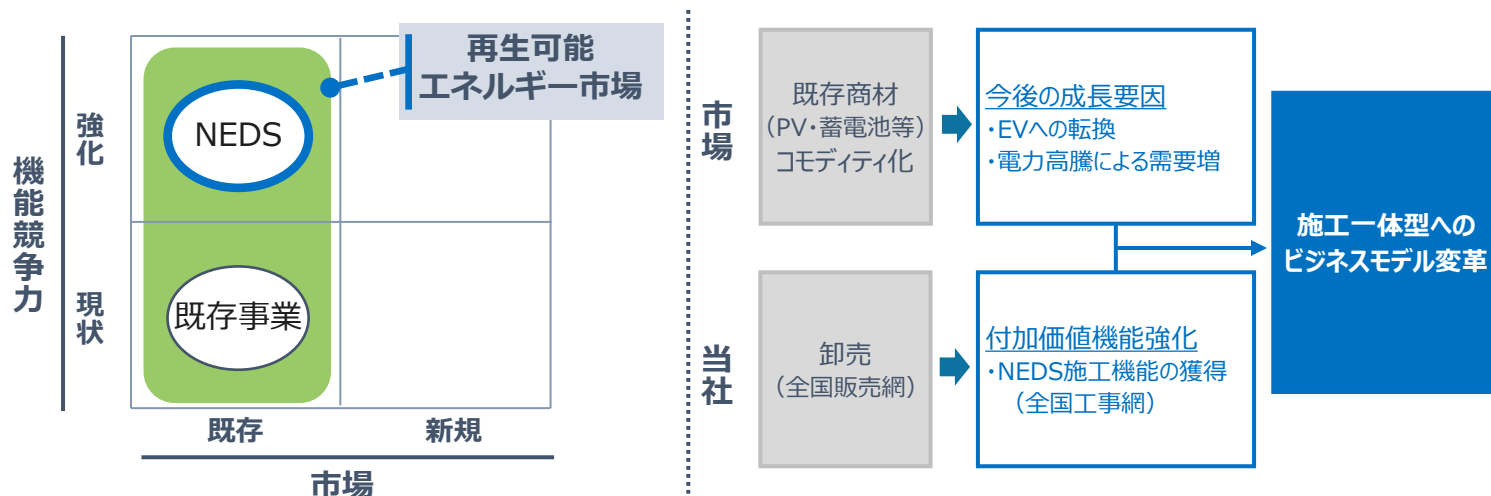 再生可能
エネルギー市場
機能競争力
強化
現状
NEDS
既存事業
既存
新規
市場
市場
既存商材
（PV・蓄電池等）
コモディティ化
今後の成長要因
・EVへの転換
・電力高騰による需要増
当社
卸売
（全国販売網）
付加価値機能強化
・NEDS施工機能の獲得
（全国工事網）
施工一体型への
ビジネスモデル変革